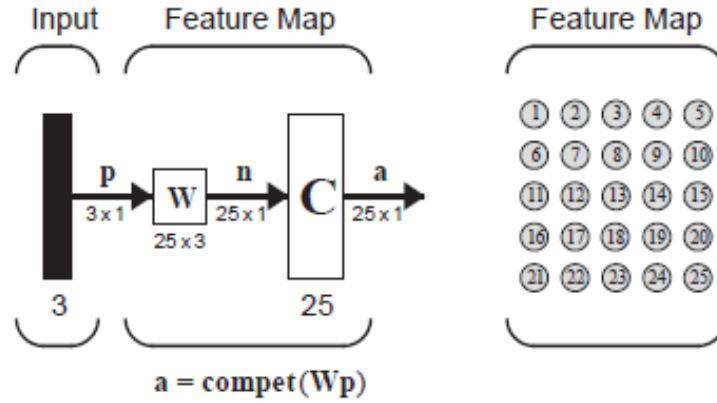 Input Feature Map Feature Map
p n a
W C
3 x 1 25 x 1 25 x 1
25 x 3
3 25
a = compet(Wp)
1 2 3 4 5
6 7 8 9 10
11 12 13 14 15
16 17 18 19 20
21 22 23 24 25